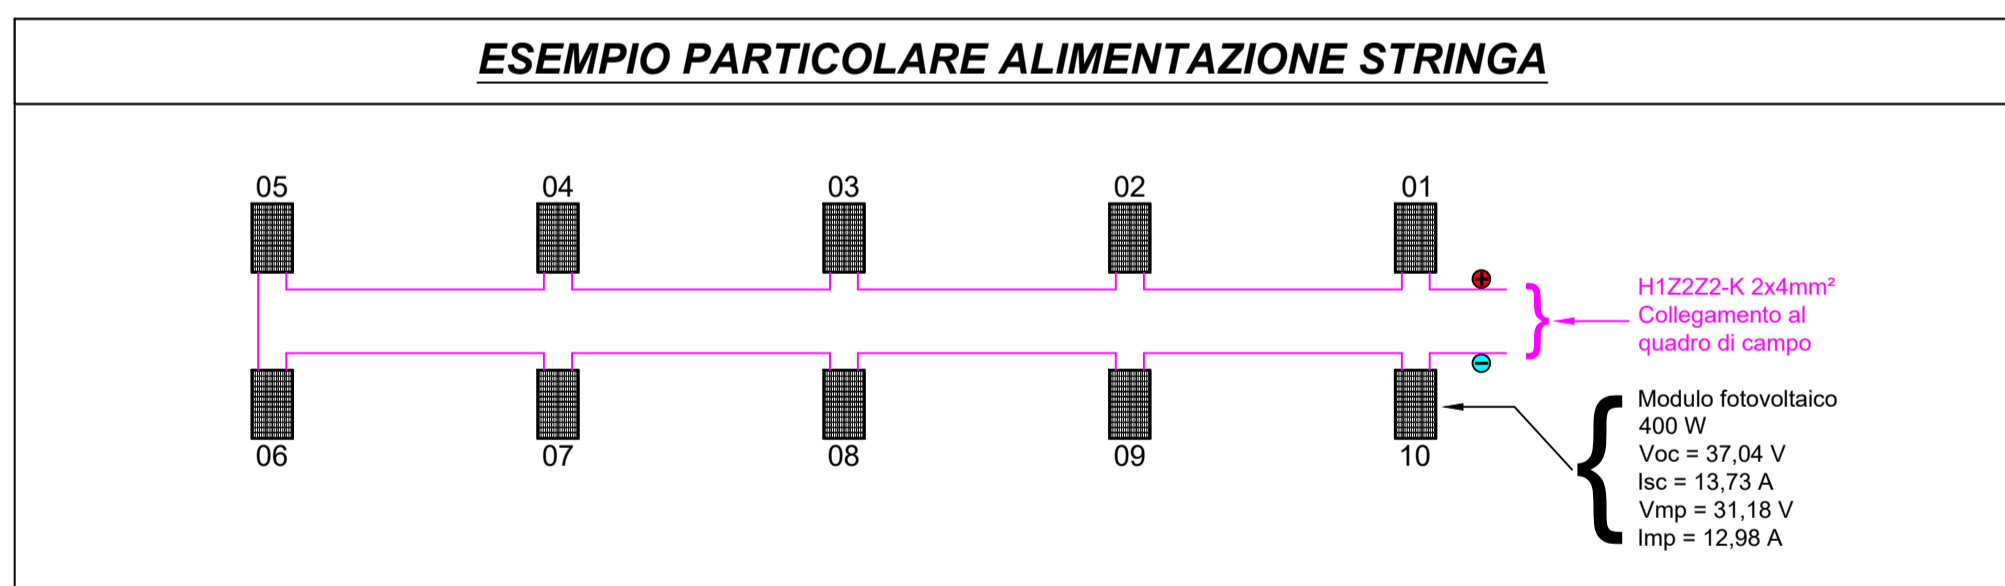 ESEMPIO PARTICOLARE ALIMENTAZIONE STRINGA
05 04 03 02 01
+
H1Z2Z2-K 2x4mm²
Collegamento al
quadro di campo
-
06 07 08 09 10
Modulo fotovoltaico
400 W
Voc = 37,04 V
Isc = 13,73 A
Vmp = 31,18 V
Imp = 12,98 A